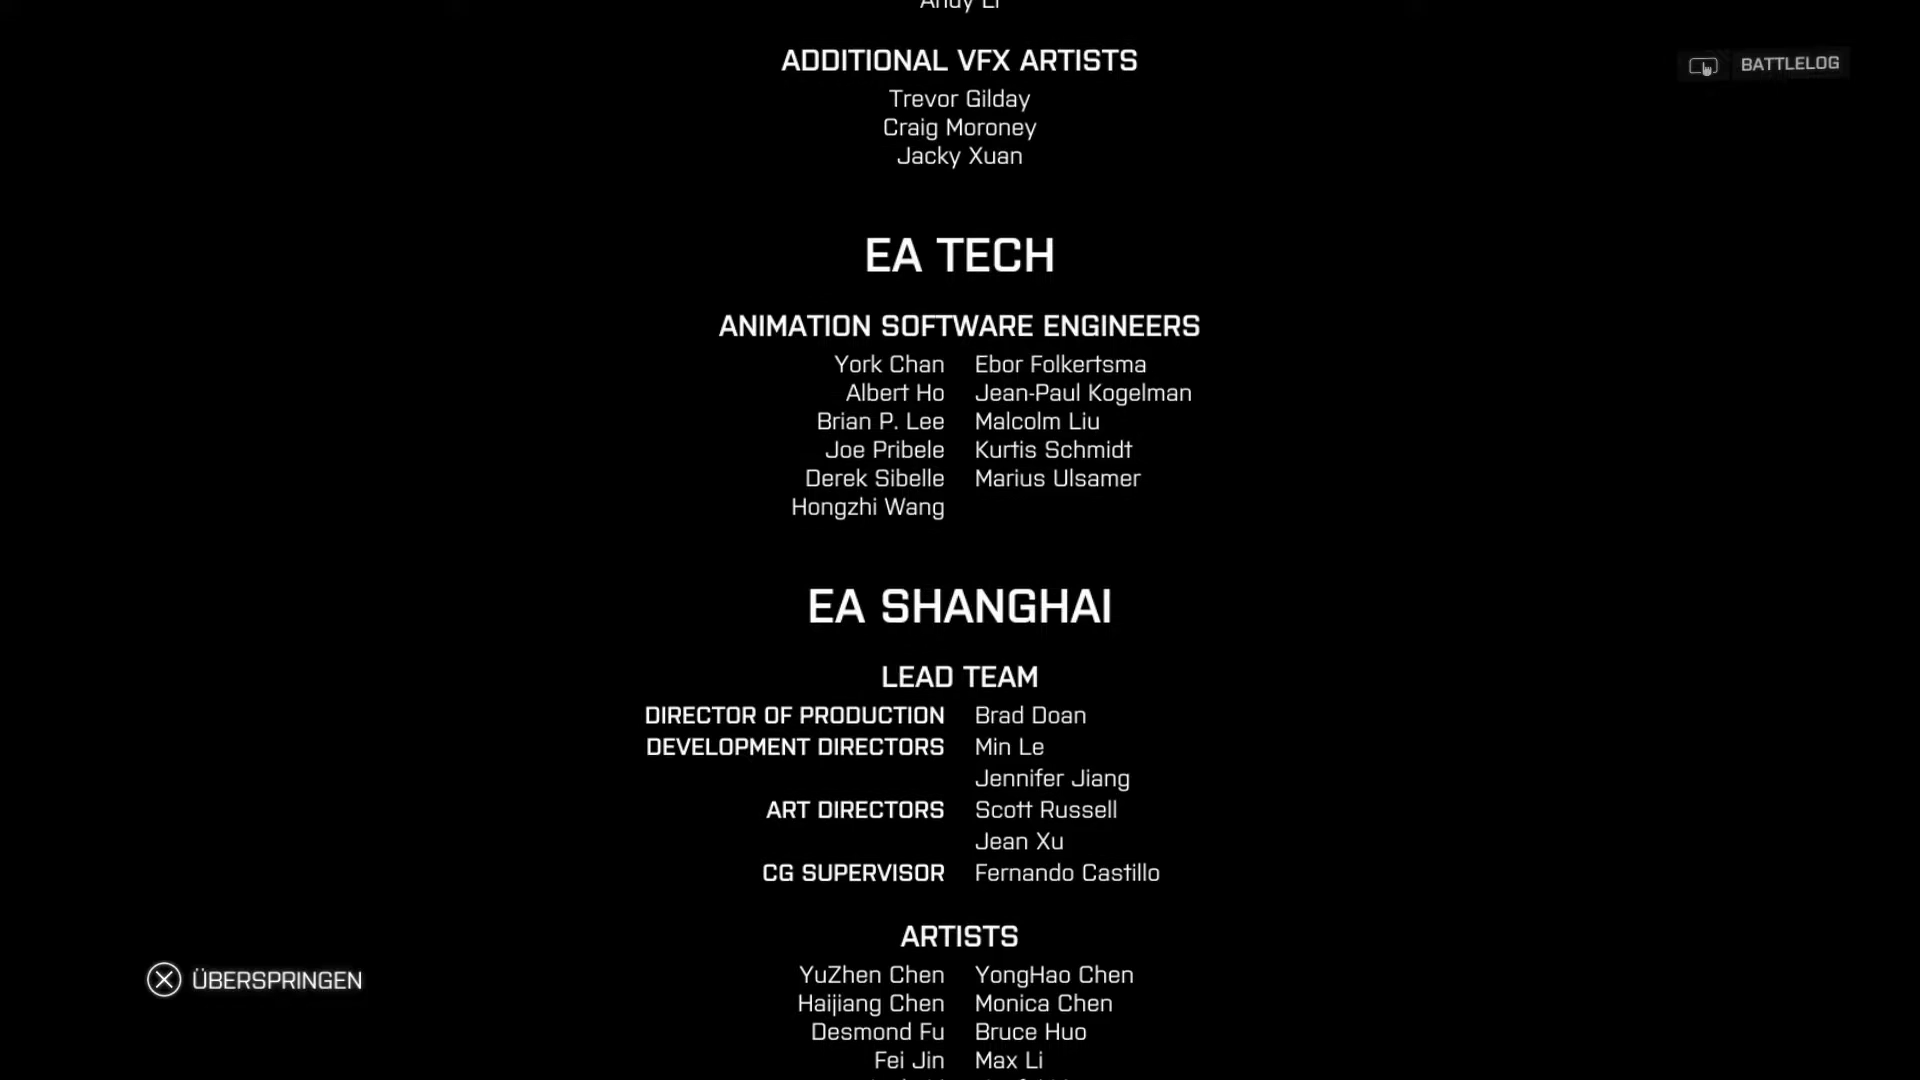 Andy Li
ADDITIONAL VFX ARTISTS
BATTLELOG
Trevor Gilday
Craig Moroney
Jacky Xuan
EA TECH
ANIMATION SOFTWARE ENGINEERS
York Chan Ebor Folkertsma
Albert Ho Jean-Paul Kogelman
Brian P. Lee Malcolm Liu
Joe Pribele Kurtis Schmidt
Derek Sibelle Marius Ulsamer
Hongzhi Wang
EA SHANGHAI
LEAD TEAM
DIRECTOR OF PRODUCTION Brad Doan
DEVELOPMENT DIRECTORS Min Le
Jennifer Jiang
ART DIRECTORS Scott Russell
Jean Xu
CG SUPERVISOR Fernando Castillo
ARTISTS
YuZhen Chen YongHao Chen
ÜBERSPRINGEN
Haijiang Chen Monica Chen
Desmond Fu Bruce Huo
Fei Jin Max Li